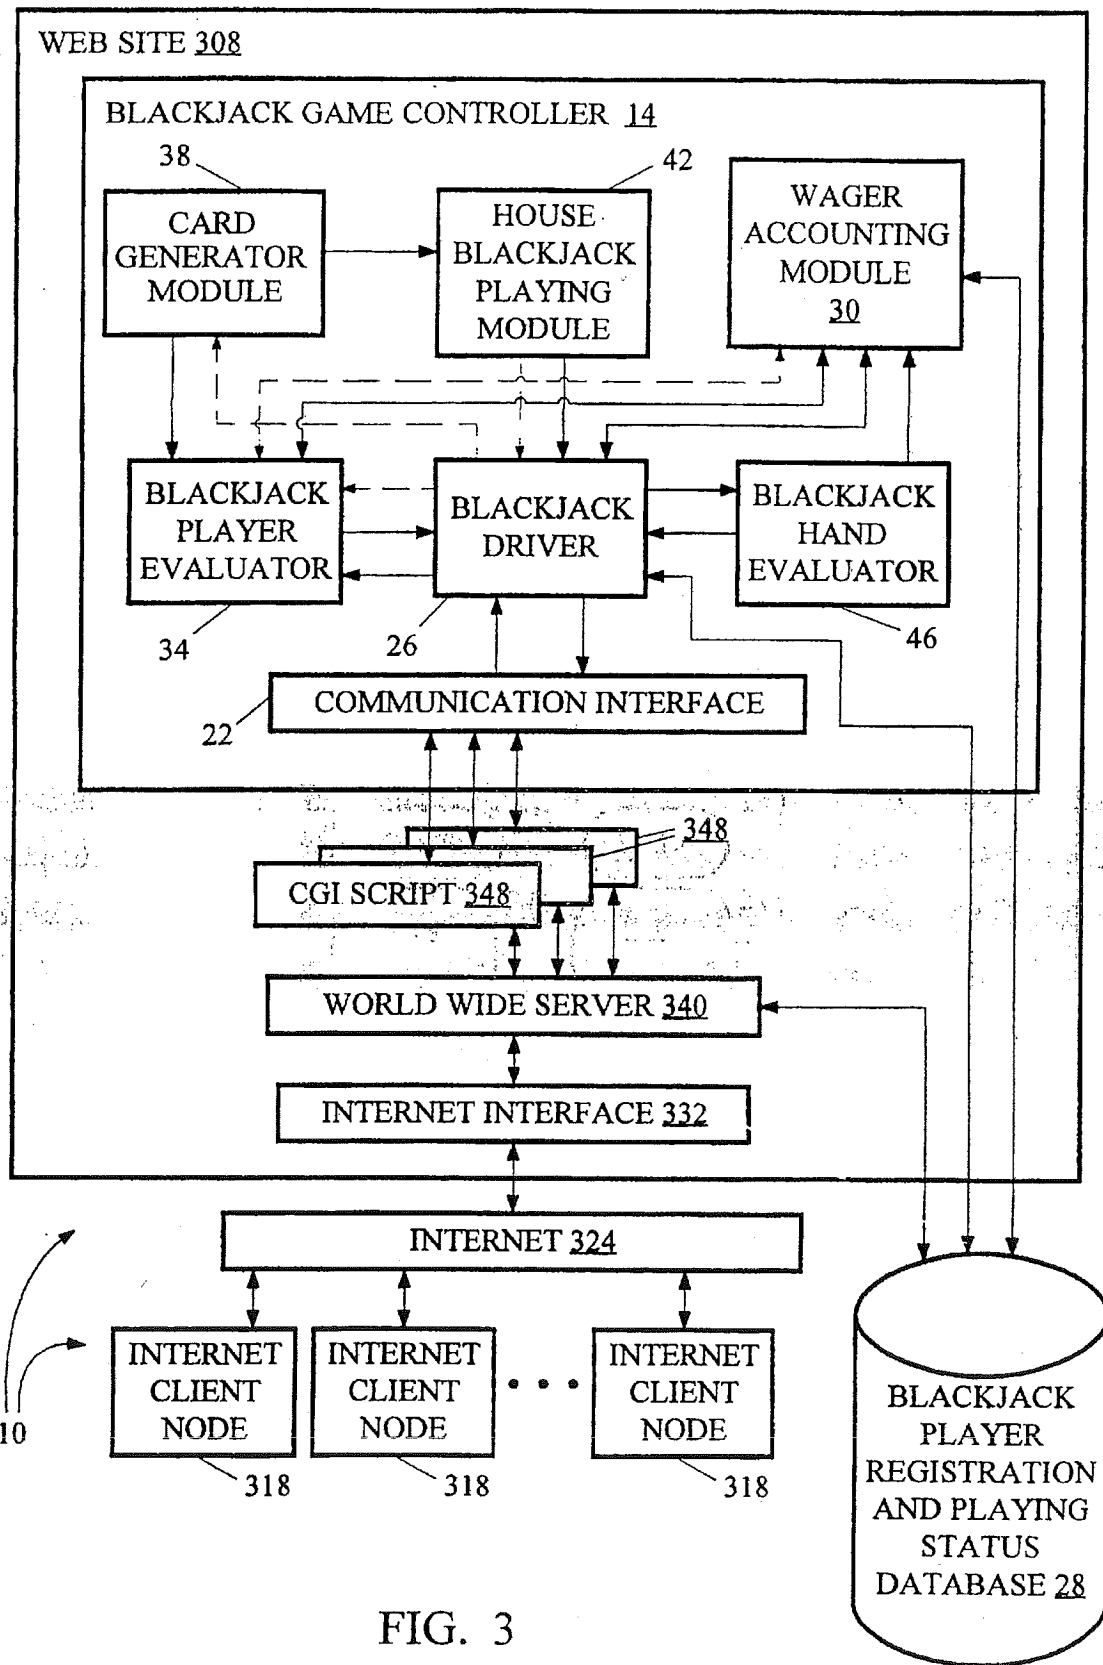 WEB SITE 308
BLACKJACK GAME CONTROLLER 14
38
42
CARD
GENERATOR
MODULE
HOUSE
BLACKJACK
PLAYING
MODULE
WAGER
ACCOUNTING
MODULE
30
BLACKJACK
PLAYER
EVALUATOR
BLACKJACK
DRIVER
BLACKJACK
HAND
EVALUATOR
34
26
46
COMMUNICATION INTERFACE
22
348
CGI SCRIPT 348
WORLD WIDE SERVER 340
INTERNET INTERFACE 332
INTERNET 324
INTERNET
CLIENT
NODE
INTERNET
CLIENT
NODE
• • •
INTERNET
CLIENT
NODE
10
318
318
318
BLACKJACK
PLAYER
REGISTRATION
AND PLAYING
STATUS
DATABASE 28
FIG. 3